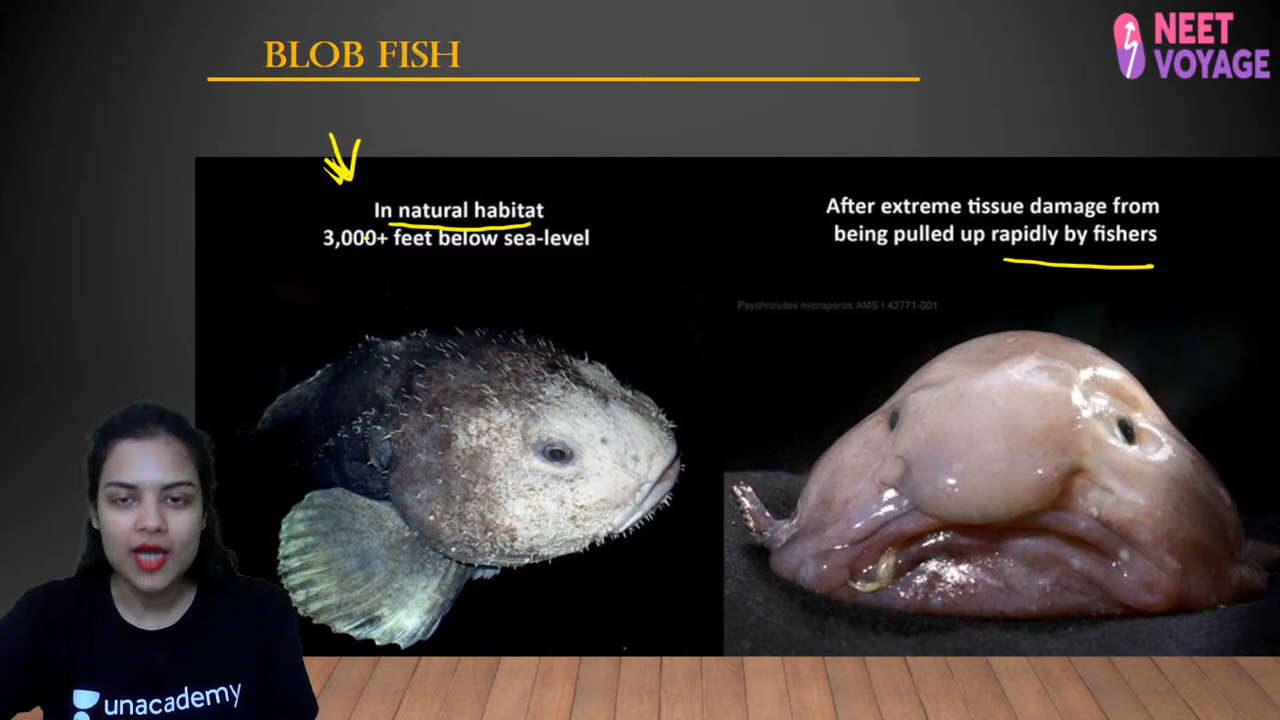 BLOB FISH
NEET
VOYAGE
In natural habitat
3,000+ feet below sea-level
After extreme tissue damage from
being pulled up rapidly by fishers
Psychrolutes microporos AMS I.42771-001
unacademy